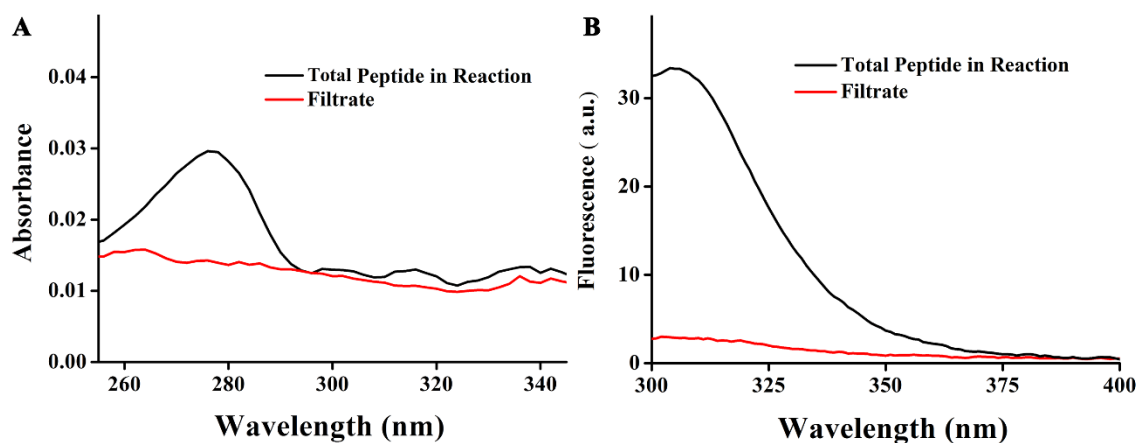 A
Total Peptide in Reaction
Filtrate
Absorbance
0.04
0.03
0.02
0.01
0.00
260
280
300
320
340
Wavelength (nm)
B
Total Peptide in Reaction
Filtrate
Fluorescence ( a.u.)
30
15
0
300
325
350
375
400
Wavelength (nm)